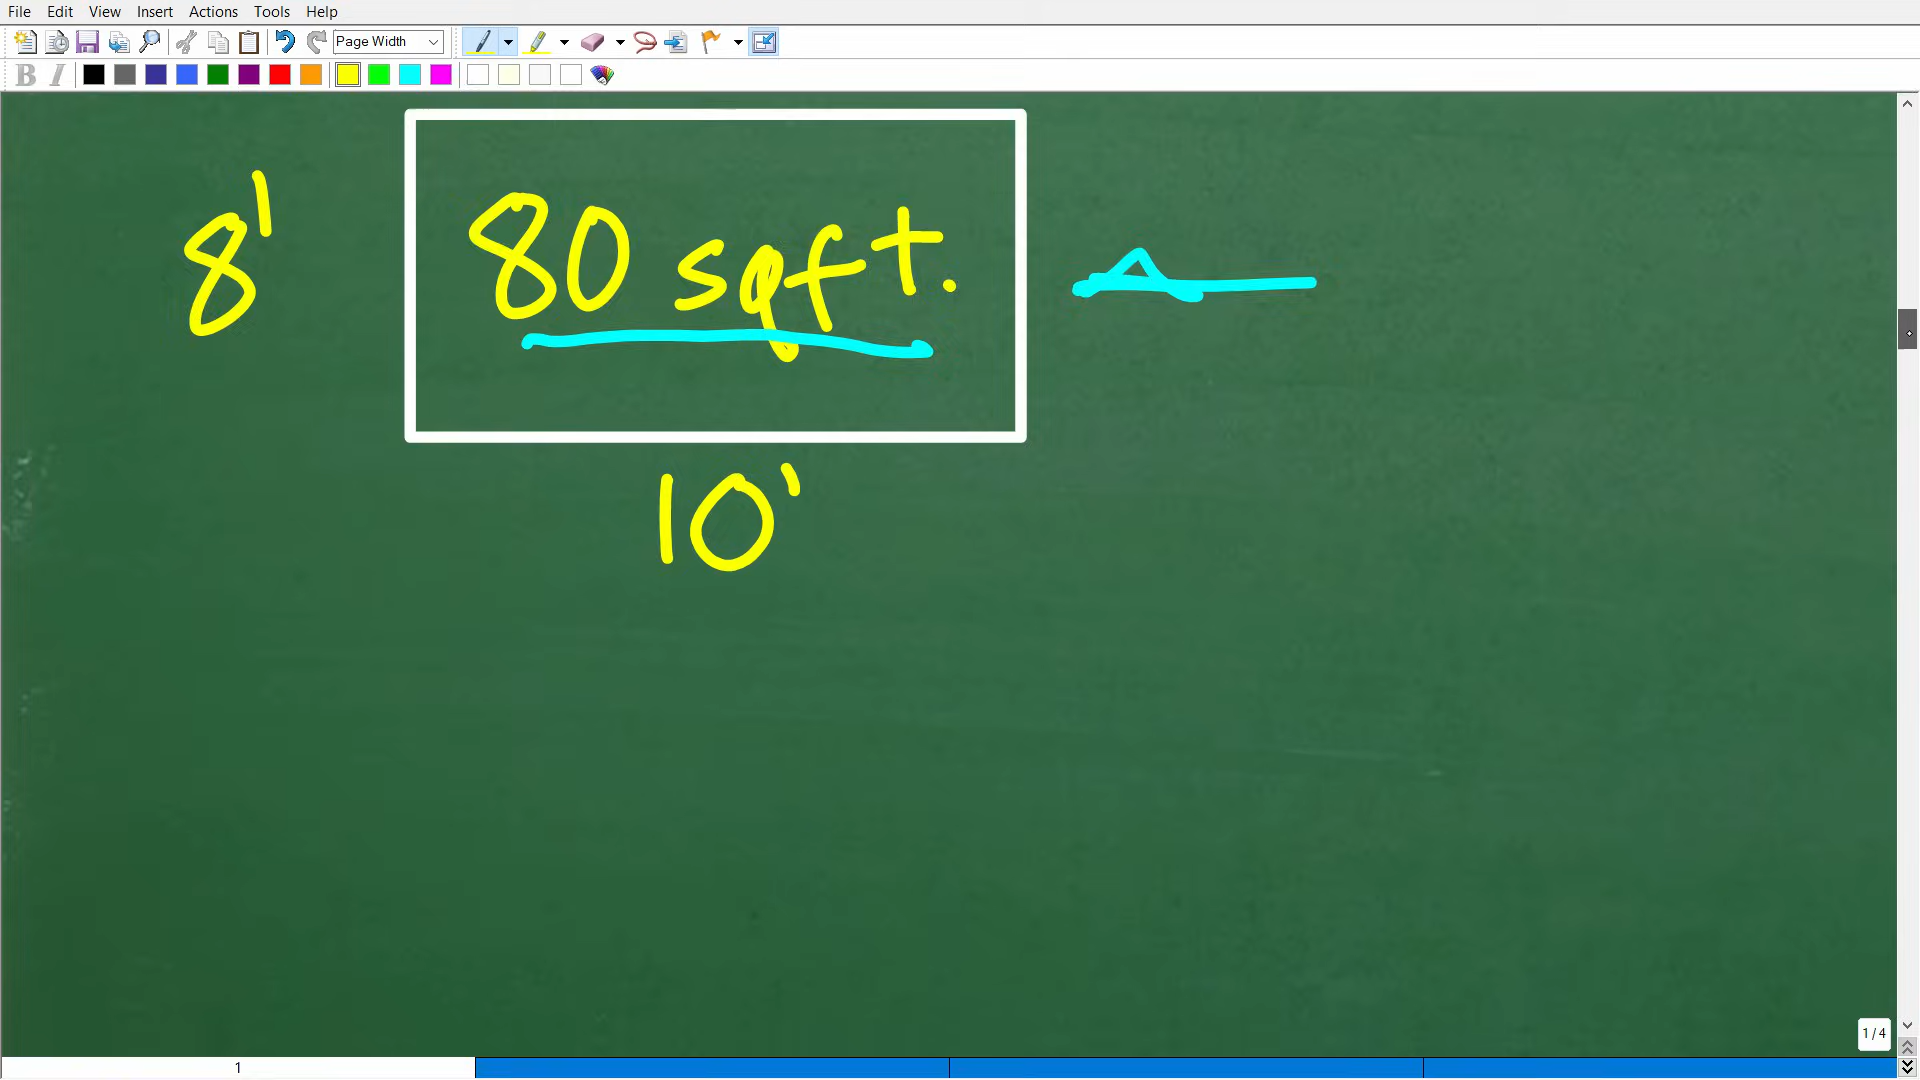 File Edit View Insert Actions Tools Help
Page Width
B I
8'
80 sqft.
10'
1 / 4
1